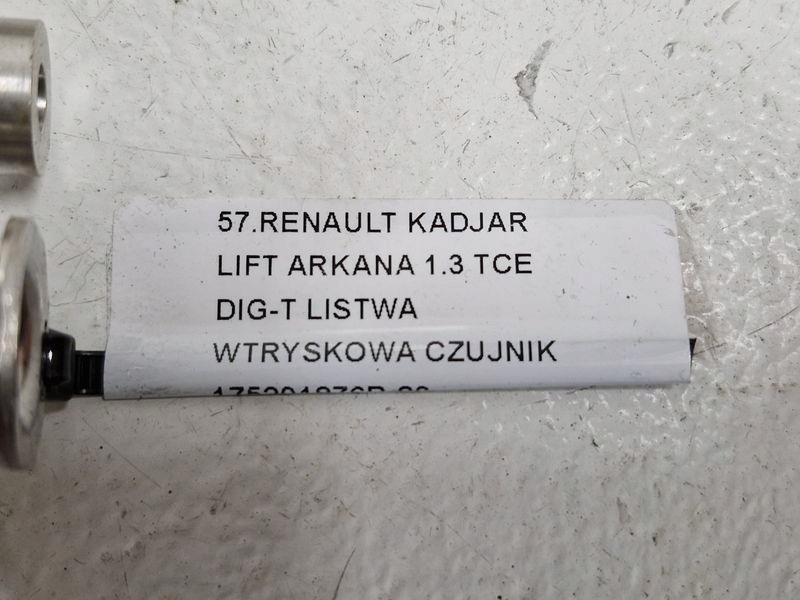 57.RENAULT KADJAR
LIFT ARKANA 1.3 TCE
DIG-T LISTWA
WTRYSKOWA CZUJNIK